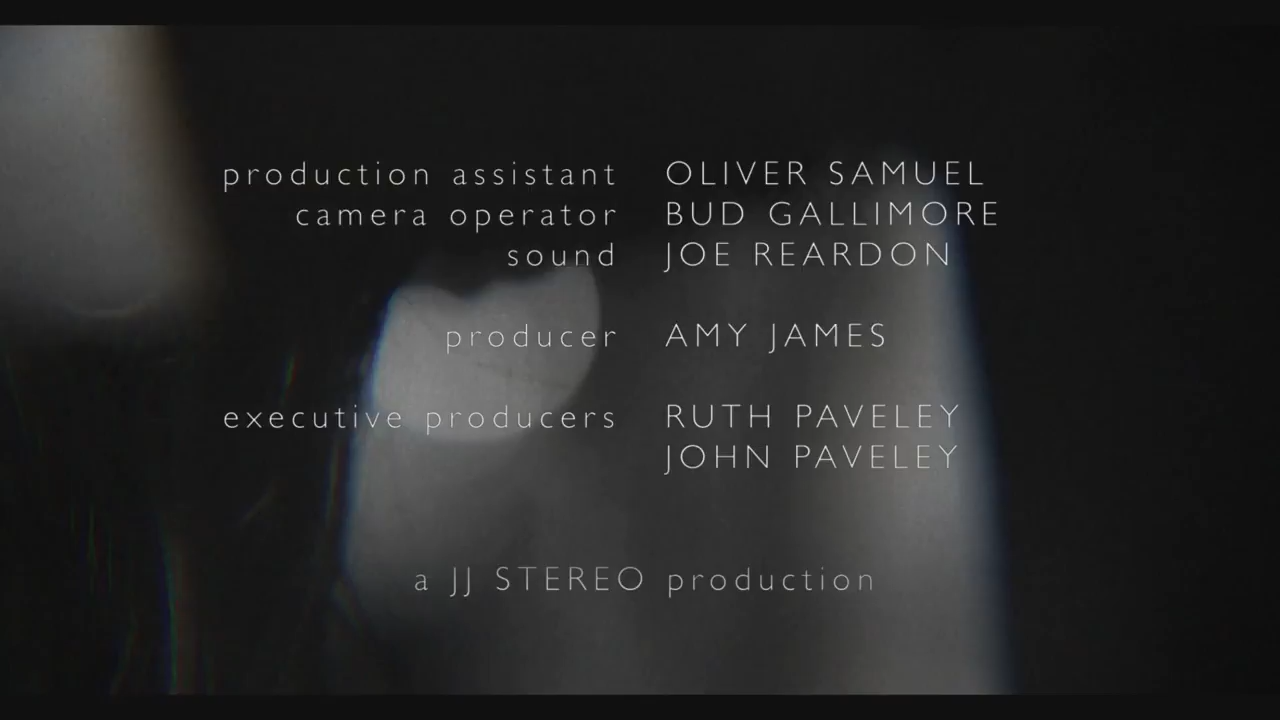 production assistant OLIVER SAMUEL
camera operator BUD GALLIMORE
sound JOE REARDON
producer AMY JAMES
executive producers RUTH PAVELEY
JOHN PAVELEY
a JJ STEREO production